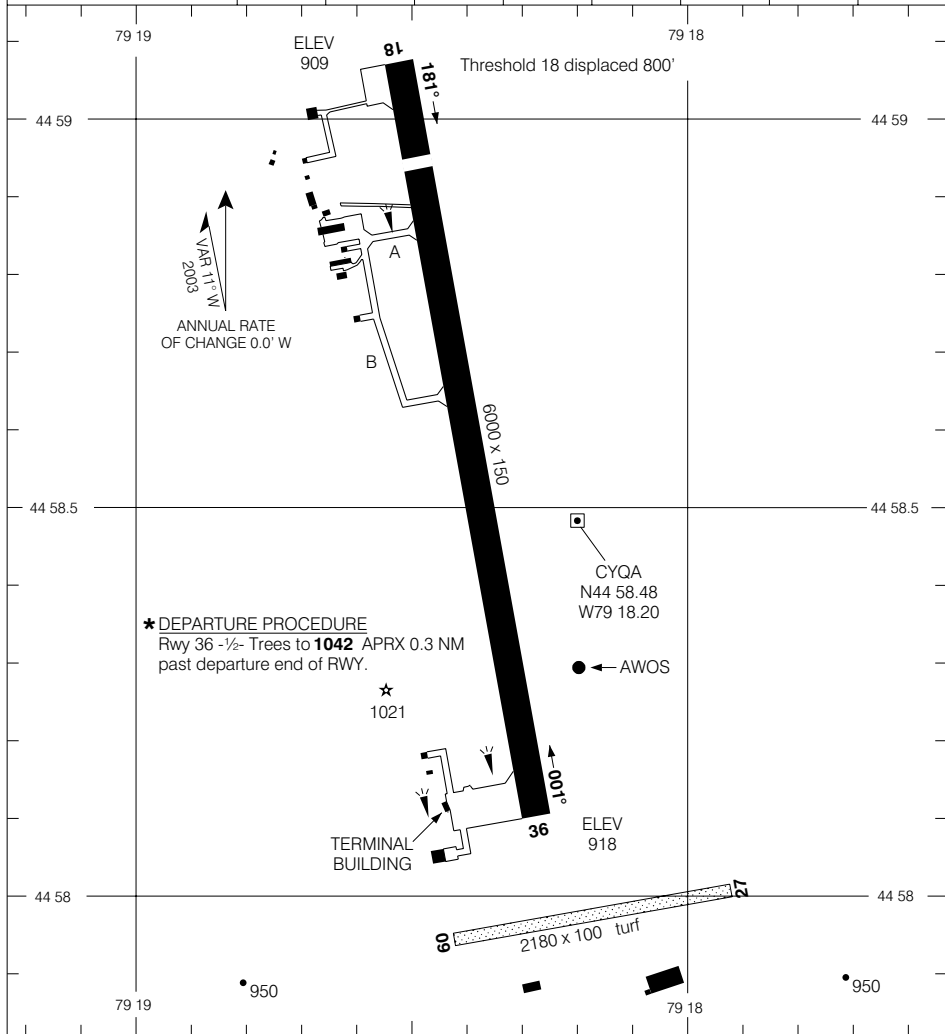 79 19
79 18
ELEV
909
18
181°
Threshold 18 displaced 800'
44 59
44 59
VAR 11° W
2003
ANNUAL RATE
OF CHANGE 0.0' W
A
B
6000 x 150
44 58.5
44 58.5
CYQA
N44 58.48
W79 18.20
* DEPARTURE PROCEDURE
Rwy 36 -½- Trees to 1042 APRX 0.3 NM
past departure end of RWY.
AWOS
1021
001°
36
ELEV
918
TERMINAL
BUILDING
44 58
44 58
09
27
2180 x 100 turf
950
950
79 19
79 18